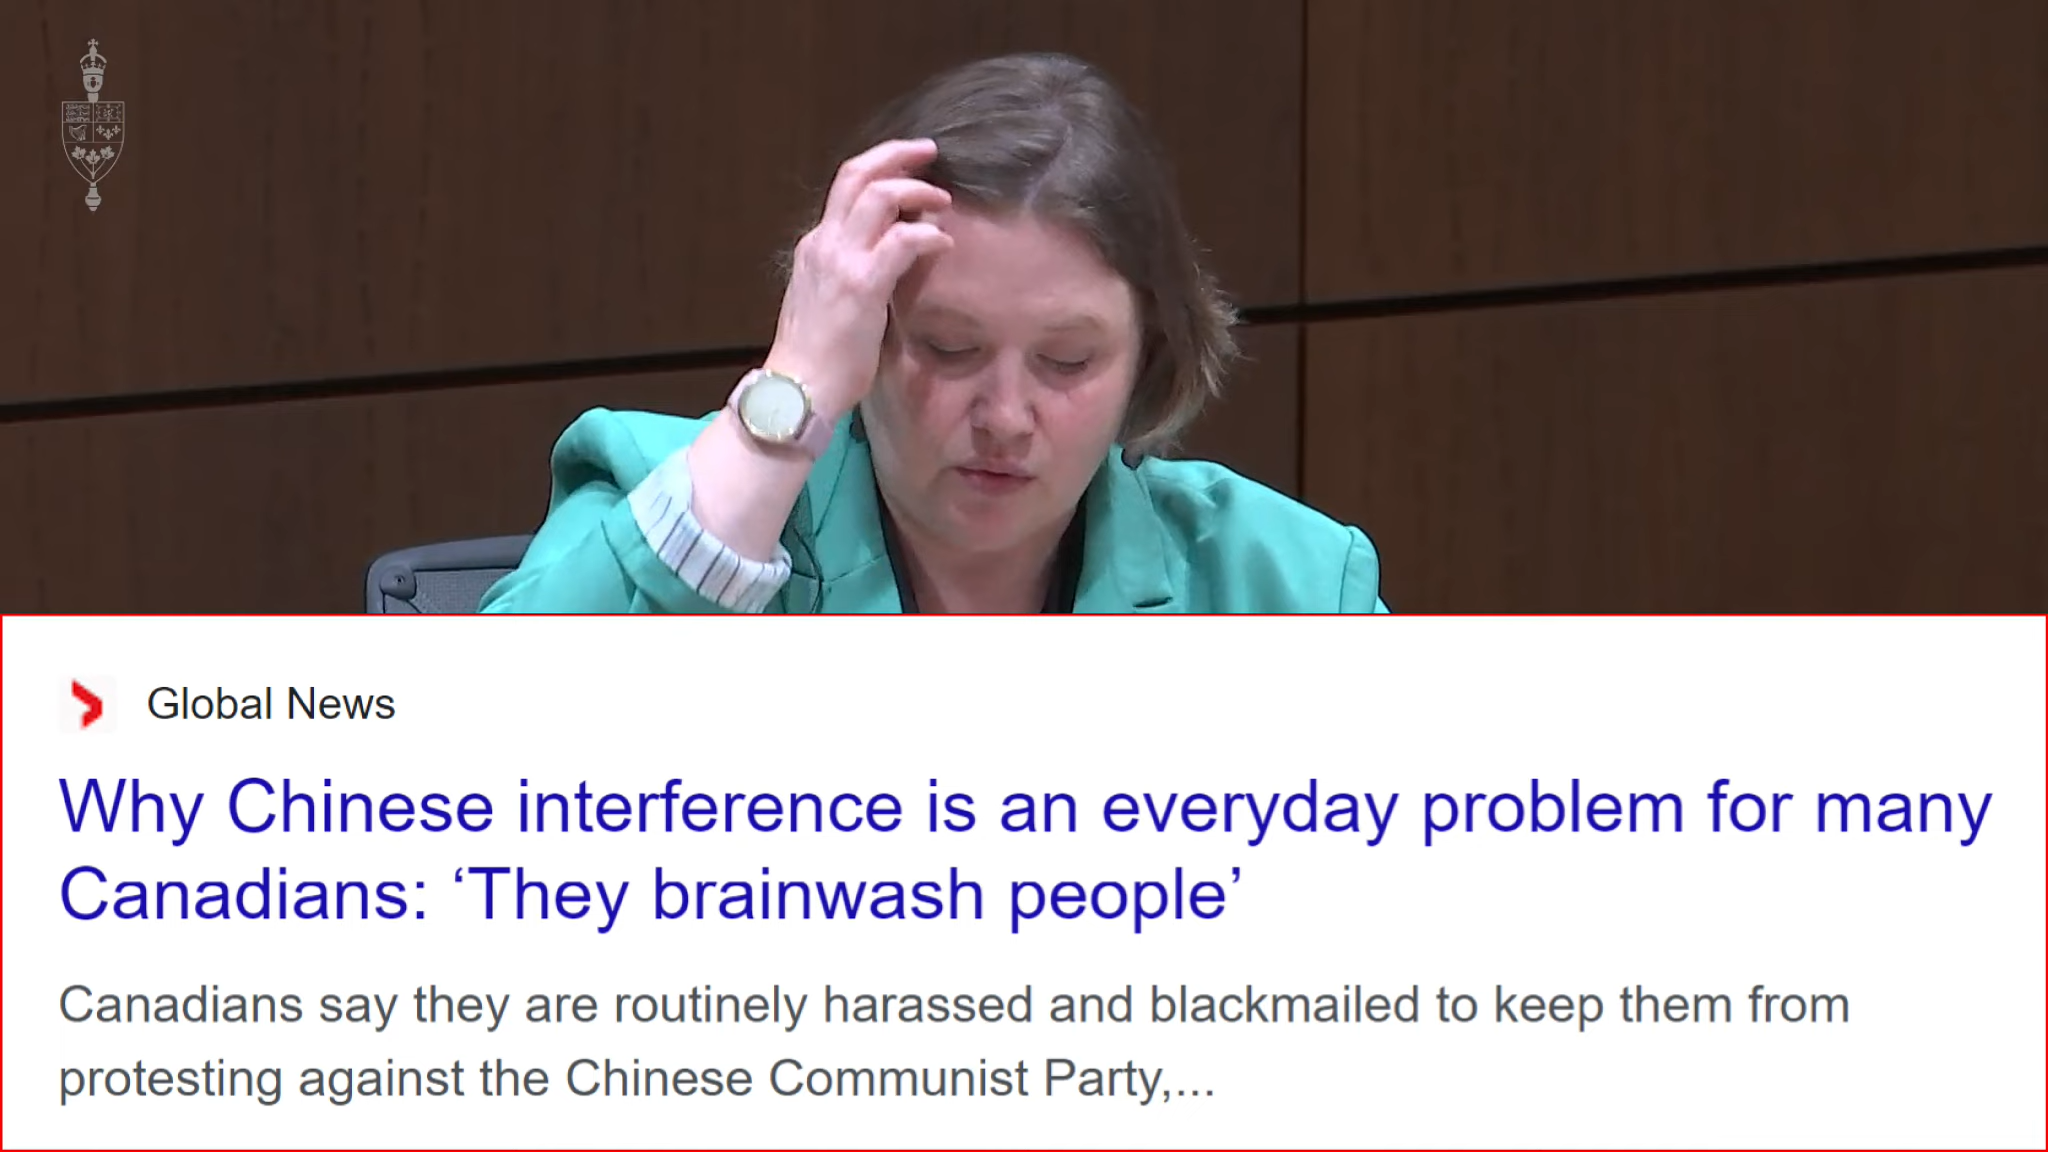 Global News
Why Chinese interference is an everyday problem for many
Canadians: ‘They brainwash people’
Canadians say they are routinely harassed and blackmailed to keep them from
protesting against the Chinese Communist Party,...